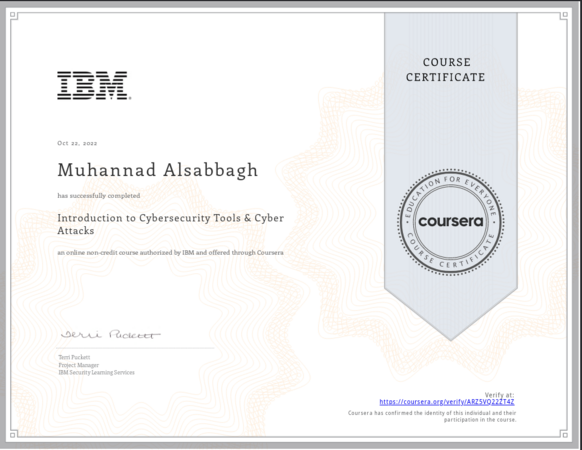 IBM
COURSE
CERTIFICATE
Oct 22, 2022
Muhannad Alsabbagh
has successfully completed
Introduction to Cybersecurity Tools & Cyber
Attacks
an online non-credit course authorized by IBM and offered through Coursera
EDUCATION FOR EVERYONE
coursera
COURSE CERTIFICATE
Terri Puckett
Terri Puckett
Project Manager
IBM Security Learning Services
Verify at:
https://coursera.org/verify/ARZ5VQ22ZT4Z
Coursera has confirmed the identity of this individual and their
participation in the course.